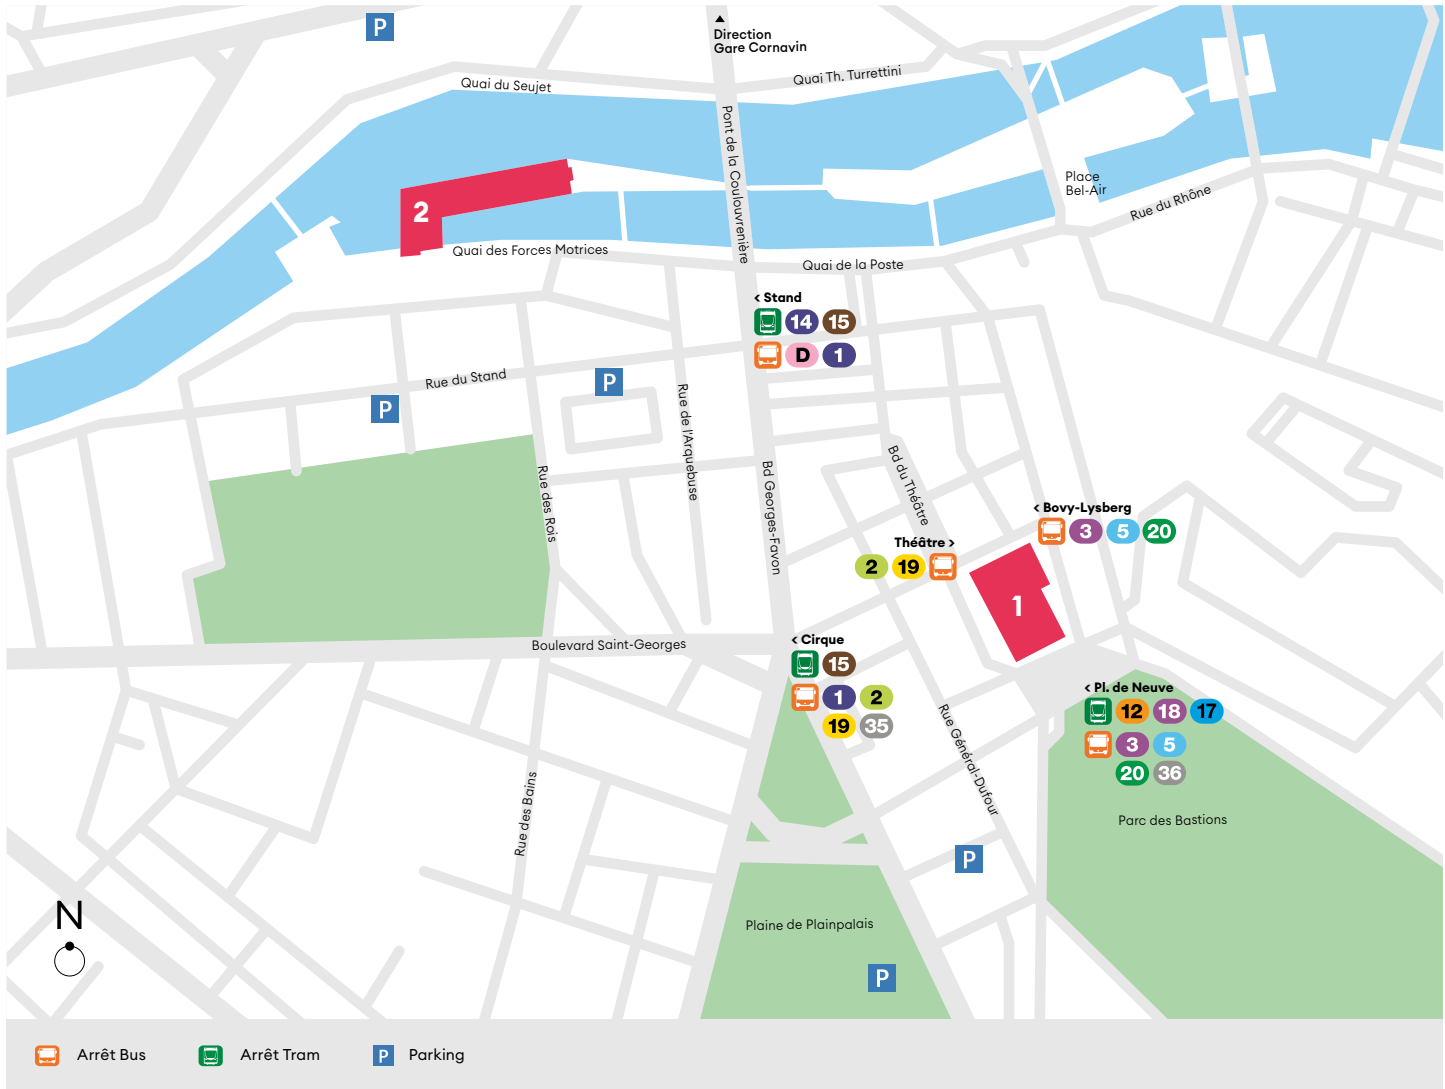 P
Direction
Gare Cornavin
Quai du Seujet
Quai Th. Turrettini
Pont de la Coulouvrenière
Place
Bel-Air
Rue du Rhône
2
Quai des Forces Motrices
Quai de la Poste
< Stand
14 15
D 1
Rue du Stand
P
P
Rue de l'Arquebuse
Rue des Rois
Bd Georges-Favon
Bd du Théâtre
< Bovy-Lysberg
3 5 20
Théâtre >
2 19
1
Boulevard Saint-Georges
< Cirque
15
1 2
19 35
< Pl. de Neuve
12 18 17
3 5
20 36
Rue Général-Dufour
Rue des Bains
Parc des Bastions
P
Plaine de Plainpalais
P
N
Arrêt Bus
Arrêt Tram
P Parking